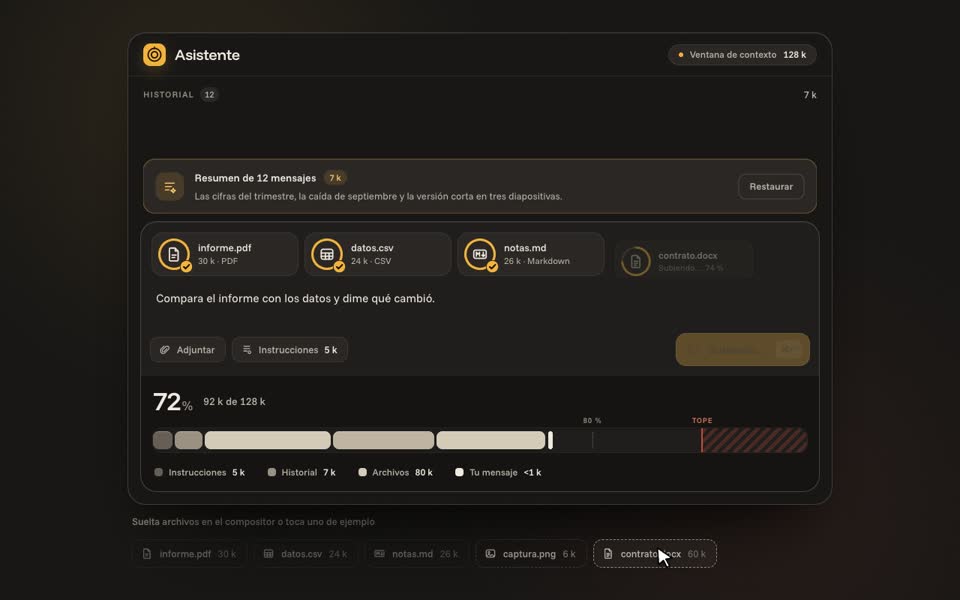 Asistente
Ventana de contexto 128 k
HISTORIAL 12
7 k
Resumen de 12 mensajes 7 k
Las cifras del trimestre, la caída de septiembre y la versión corta en tres diapositivas.
Restaurar
informe.pdf
30 k · PDF
datos.csv
24 k · CSV
notas.md
26 k · Markdown
contrato.docx
Subiendo... 74 %
Compara el informe con los datos y dime qué cambió.
Adjuntar
Instrucciones 5 k
72% 92 k de 128 k
80 %
TOPE
Instrucciones 5 k
Historial 7 k
Archivos 80 k
Tu mensaje <1 k
Suelta archivos en el compositor o toca uno de ejemplo
informe.pdf 30 k
datos.csv 24 k
notas.md 26 k
captura.png 6 k
contrato.docx 60 k